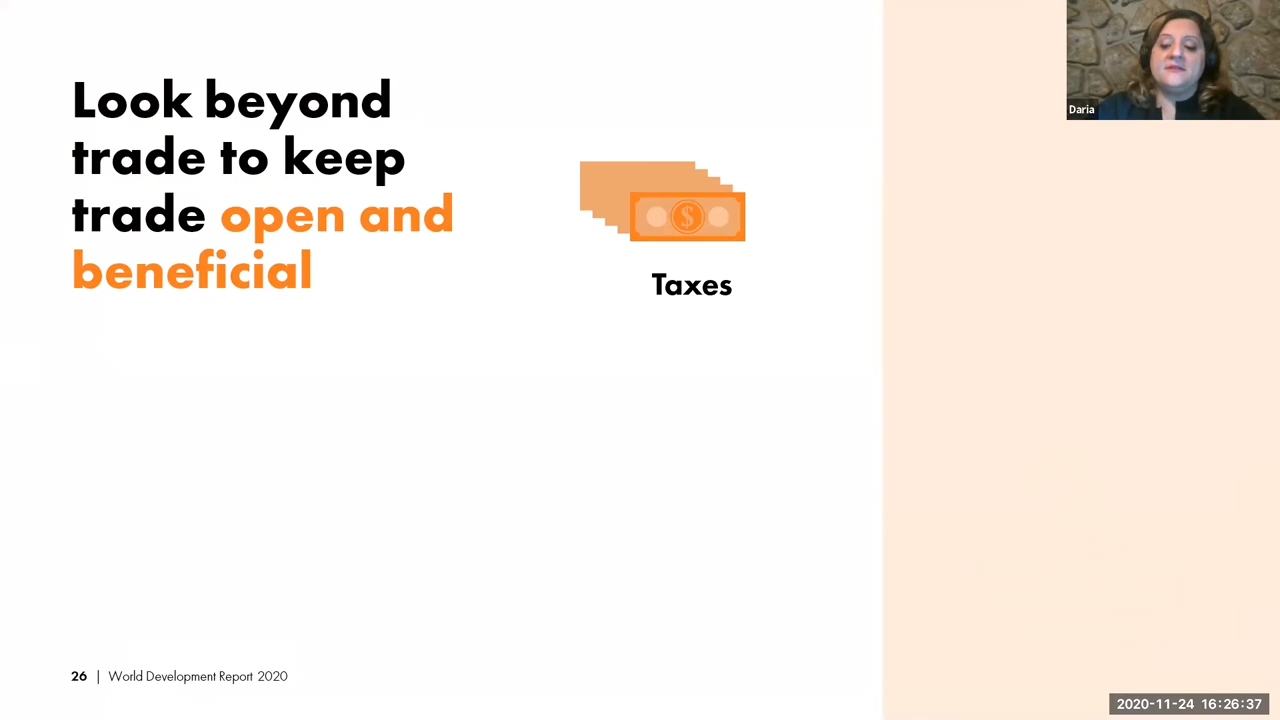 Look beyond
trade to keep
trade open and
beneficial
$
Taxes
Daria
26 | World Development Report 2020
2020-11-24 16:26:37